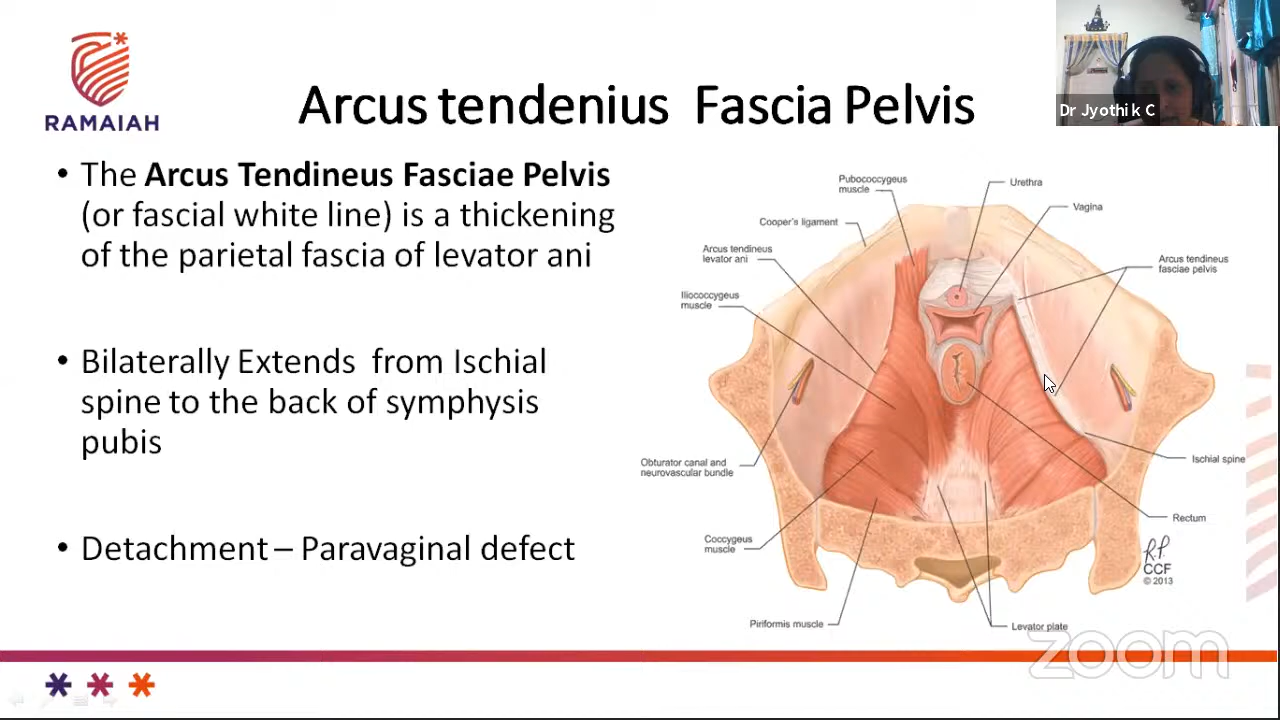 RAMAIAH
Arcus tendenius Fascia Pelvis
Dr Jyothik C
• The Arcus Tendineus Fasciae Pelvis
(or fascial white line) is a thickening
of the parietal fascia of levator ani
• Bilaterally Extends from Ischial
spine to the back of symphysis
pubis
• Detachment – Paravaginal defect
Pubococcygeus
muscle
Cooper's ligament
Arcus tendineus
levator ani
Iliococcygeus
muscle
Obturator canal and
neurovascular bundle
Coccygeus
muscle
Piriformis muscle
Urethra
Vagina
Arcus tendineus
fasciae pelvis
Ischial spine
Rectum
R.P.
CCF
© 2013
Levator plate
zoom